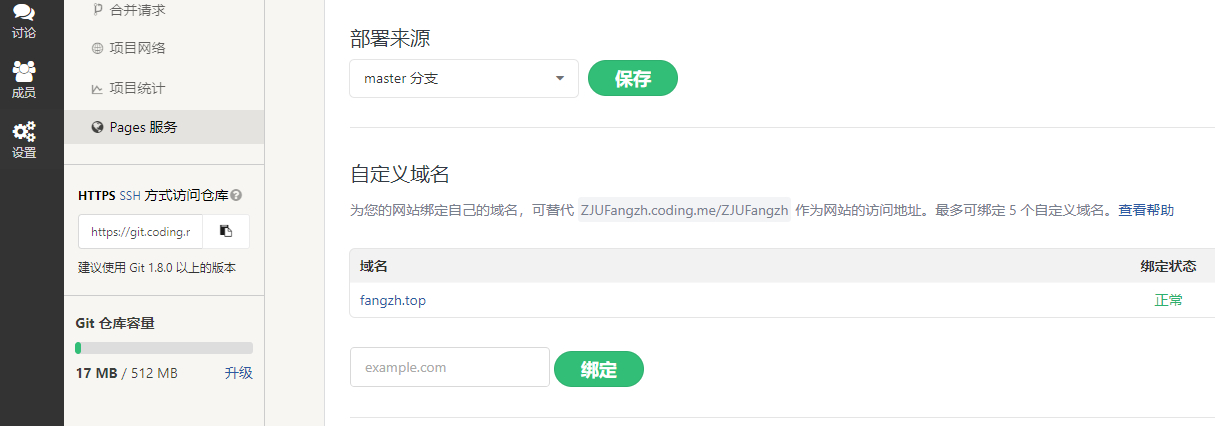 讨论
成员
设置
合并请求
项目网络
项目统计
Pages 服务
HTTPS SSH 方式访问仓库
https://git.coding.r
建议使用 Git 1.8.0 以上的版本
Git 仓库容量
17 MB / 512 MB 升级
部署来源
master 分支 保存
自定义域名
为您的网站绑定自己的域名，可替代 ZJUFangzh.coding.me/ZJUFangzh 作为网站的访问地址。最多可绑定 5 个自定义域名。查看帮助
域名 绑定状态
fangzh.top 正常
example.com 绑定